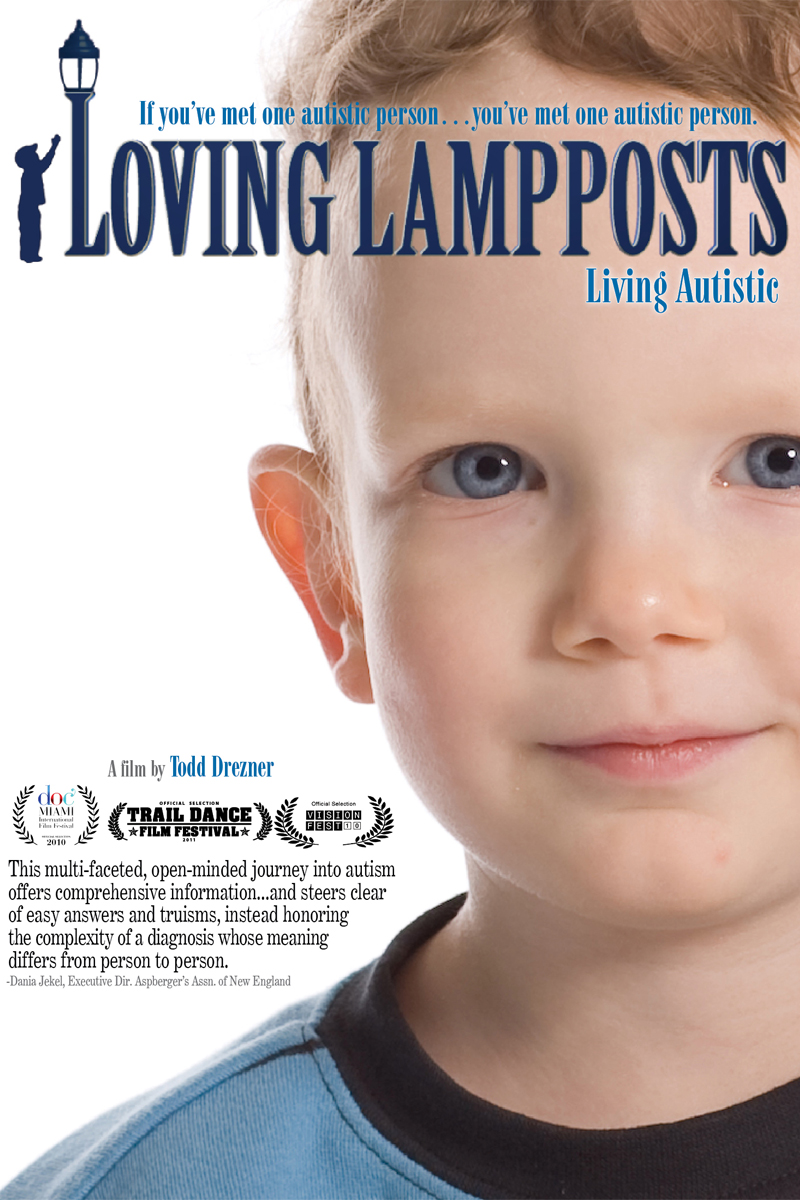 If you've met one autistic person...you've met one autistic person.
LOVING LAMPPOSTS
Living Autistic
A film by Todd Drezner
doc
MIAMI
International
Film Festival
OFFICIAL SELECTION
2010
OFFICIAL SELECTION
TRAIL DANCE
FILM FESTIVAL
2011
Official Selection
VISION
FEST 10
This multi-faceted, open-minded journey into autism
offers comprehensive information...and steers clear
of easy answers and truisms, instead honoring
the complexity of a diagnosis whose meaning
differs from person to person.
-Dania Jekel, Executive Dir. Aspberger's Assn. of New England